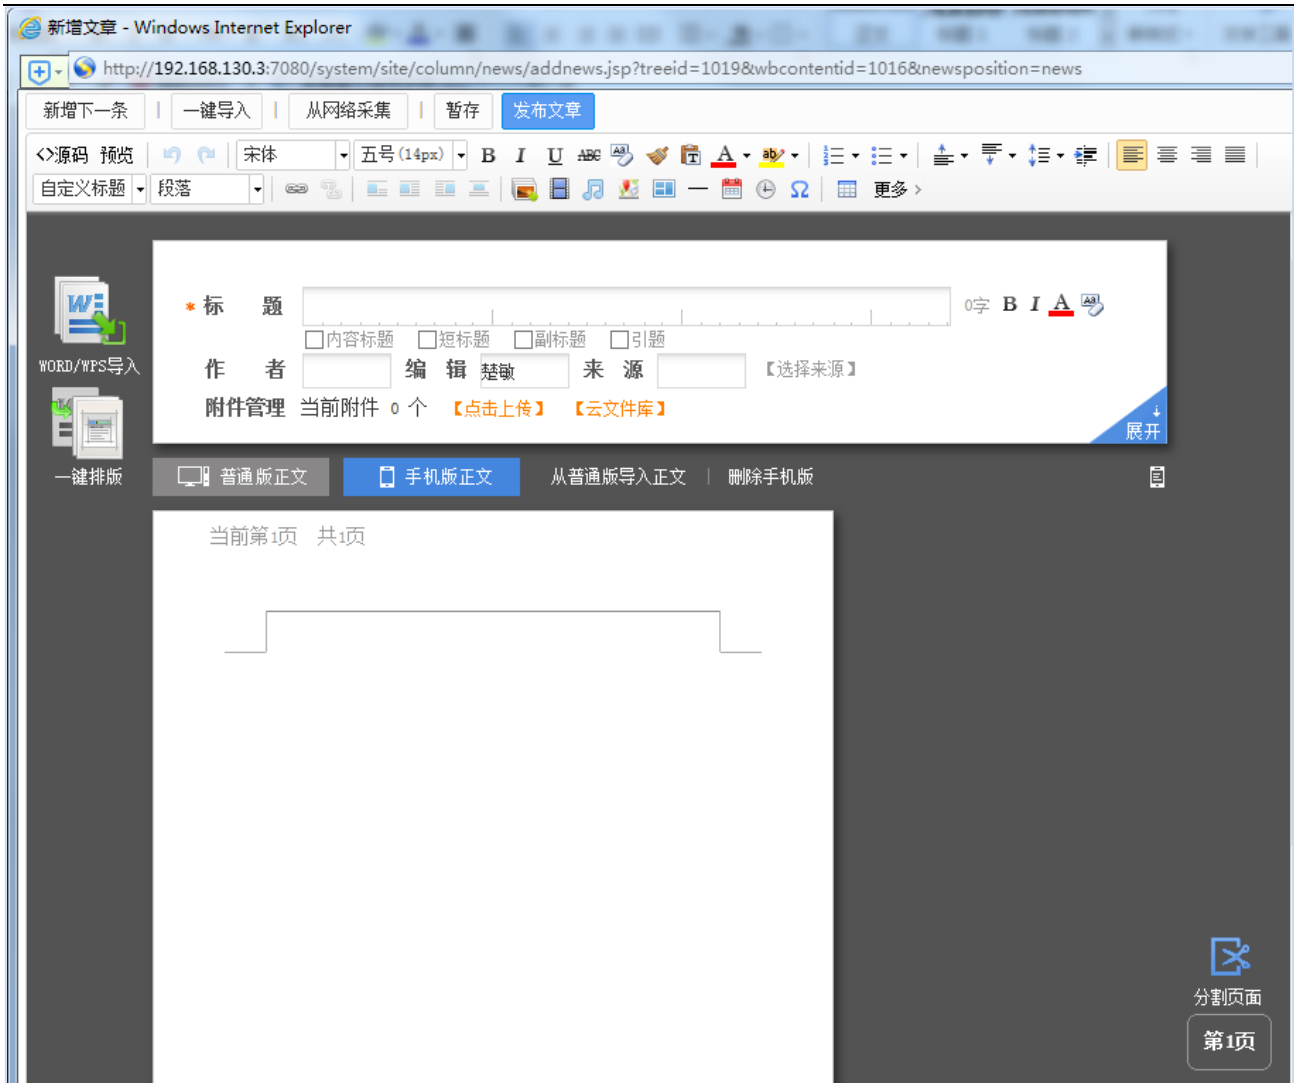 新增文章 - Windows Internet Explorer
http://192.168.130.3:7080/system/site/column/news/addnews.jsp?treeid=1019&wbcontentid=1016&newsposition=news
新增下一条 | 一键导入 | 从网络采集 | 暂存 发布文章
<>源码 预览 宋体 五号(14px) B I U ABC A ab
自定义标题 段落 Ω 更多
* 标 题 0字 B I A
内容标题 短标题 副标题 引题
作 者 编 辑 楚敏 来 源 【选择来源】
附件管理 当前附件 0 个 【点击上传】 【云文件库】
展开
WORD/WPS导入
一键排版
普通版正文 手机版正文 从普通版导入正文 | 删除手机版
当前第1页 共1页
分割页面
第1页